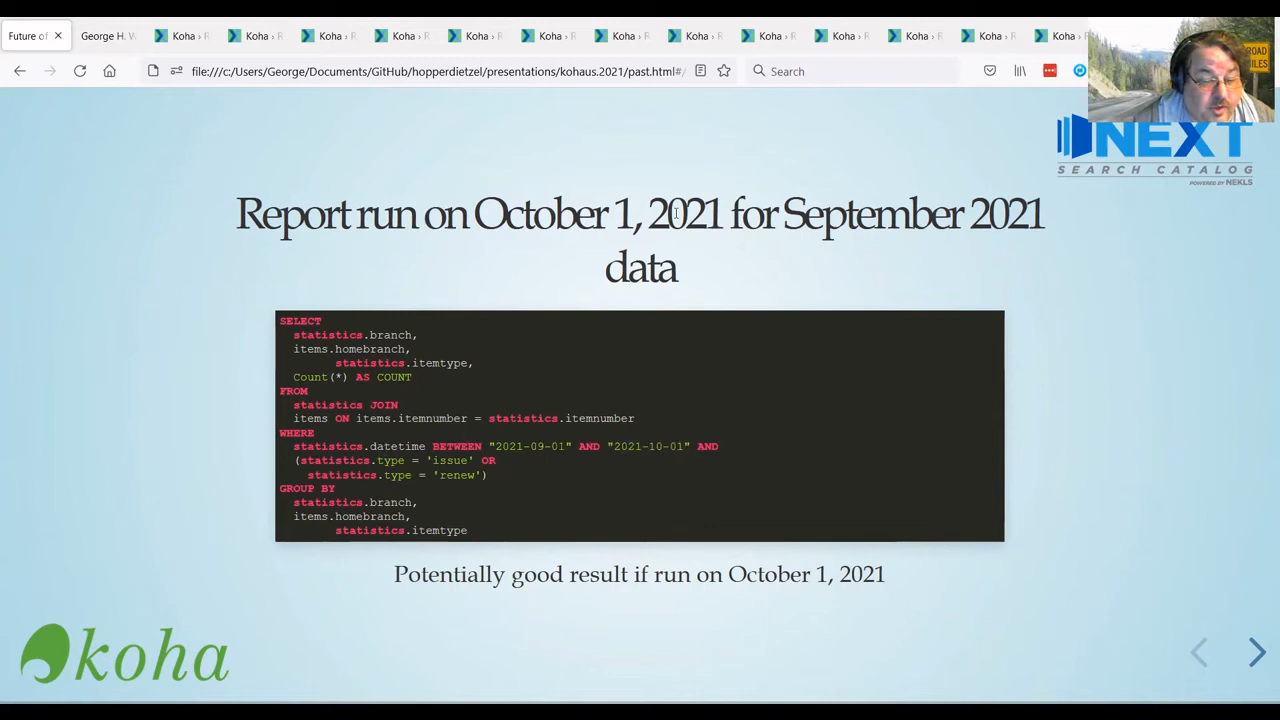 Future of
George H. W
Koha › R
Koha › R
Koha › R
Koha › R
Koha › R
Koha › R
Koha › R
Koha › R
Koha › R
Koha › R
Koha › R
Koha › R
Koha › R
file:///c:/Users/George/Documents/GitHub/hopperdietzel/presentation.kohaus.2021/past.html#/
Search
ROAD
MILES
NEXT
SEARCH CATALOG
POWERED BY NEKLS
Report run on October 1, 2021 for September 2021
data
SELECT
statistics.branch,
items.homebranch,
statistics.itemtype,
Count(*) AS COUNT
FROM
statistics JOIN
items ON items.itemnumber = statistics.itemnumber
WHERE
statistics.datetime BETWEEN "2021-09-01" AND "2021-10-01" AND
(statistics.type = 'issue' OR
statistics.type = 'renew')
GROUP BY
statistics.branch,
items.homebranch,
statistics.itemtype
Potentially good result if run on October 1, 2021
koha